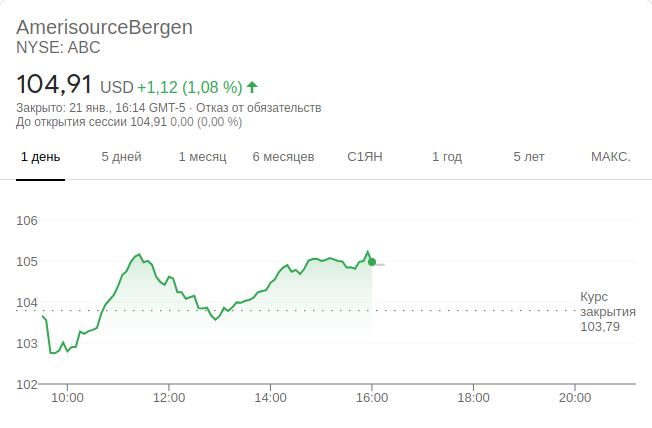 AmerisourceBergen
NYSE: ABC
104,91 USD +1,12 (1,08 %)
Закрыто: 21 янв., 16:14 GMT-5 · Отказ от обязательств
До открытия сессии 104,91 0,00 (0,00 %)
1 день 5 дней 1 месяц 6 месяцев С1ЯН 1 год 5 лет МАКС.
106
105
104
103
102
Курс
закрытия
103,79
10:00 12:00 14:00 16:00 18:00 20:00